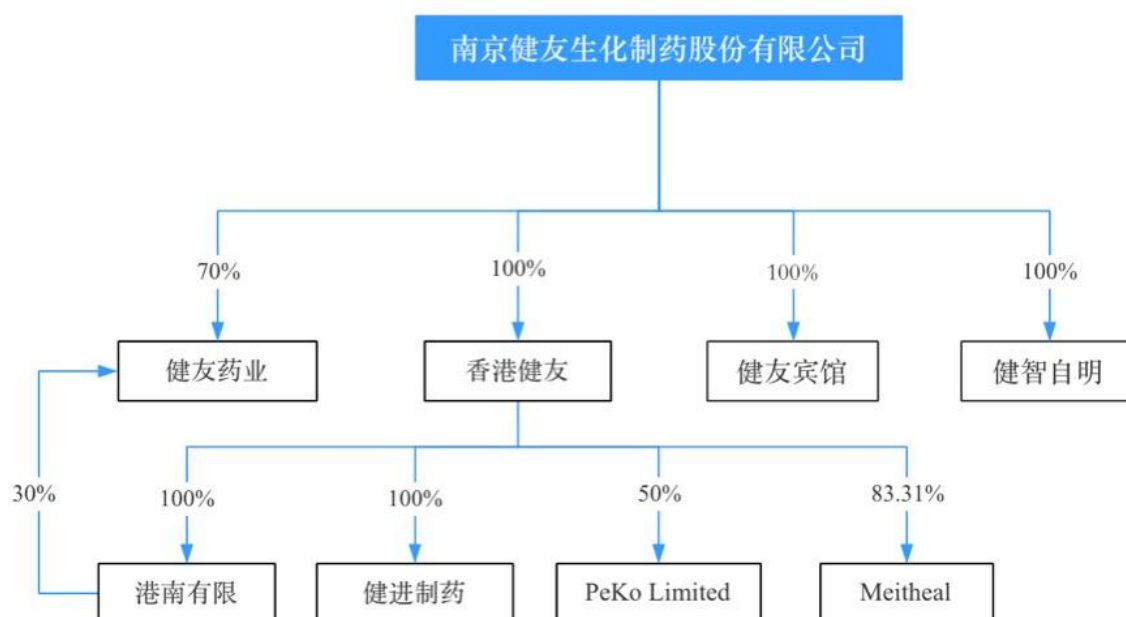 南京健友生化制药股份有限公司
70%
100%
100%
100%
健友药业
香港健友
健友宾馆
健智自明
30%
100%
100%
50%
83.31%
港南有限
健进制药
PeKo Limited
Meitheal